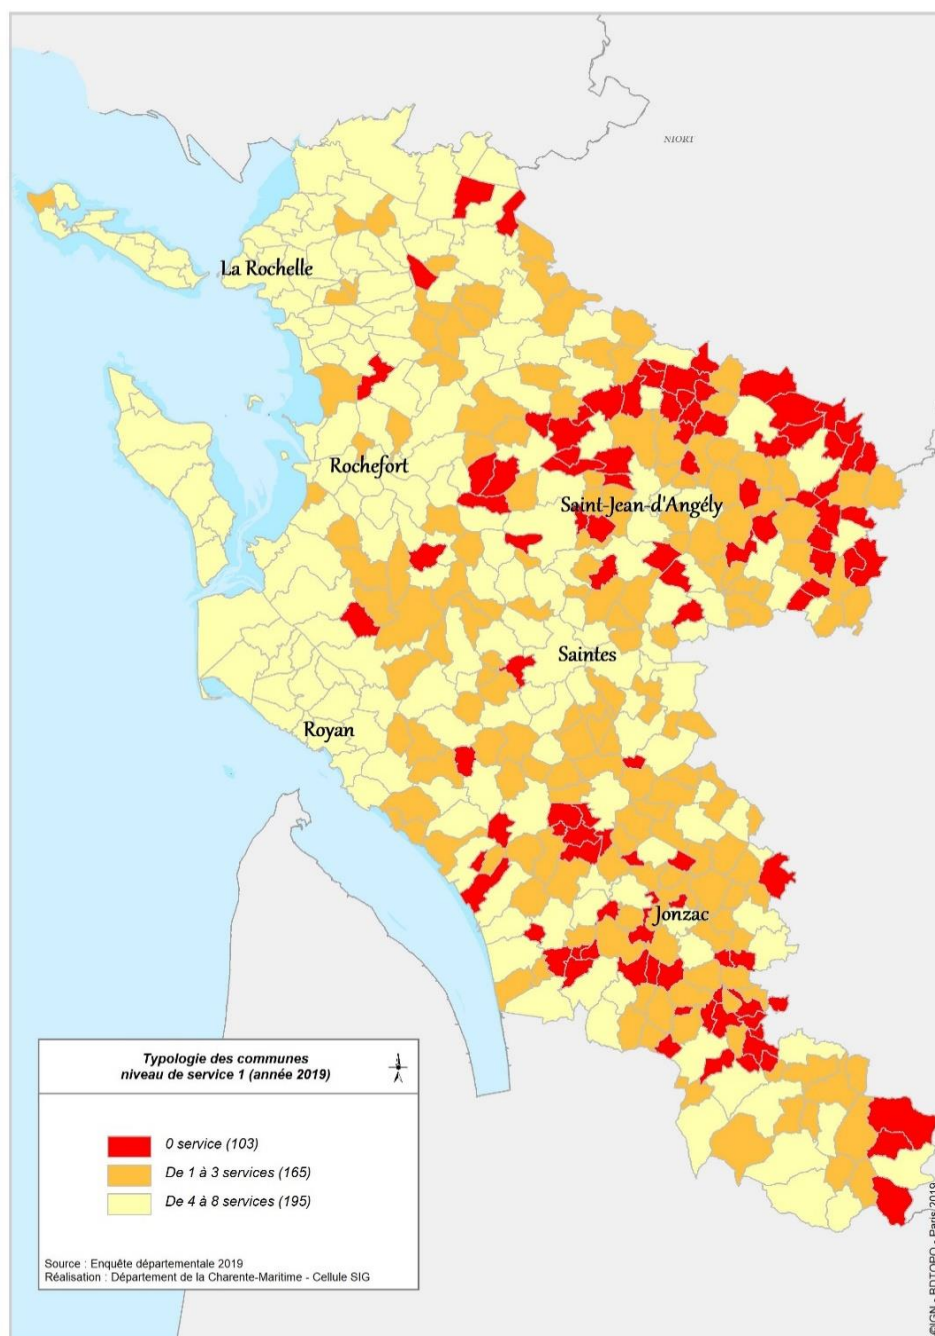 NIORT
La Rochelle
Rochefort
Saint-Jean-d'Angély
Saintes
Royan
Jonzac
Typologie des communes
niveau de service 1 (année 2019)
0 service (103)
De 1 à 3 services (165)
De 4 à 8 services (195)
Source : Enquête départementale 2019
Réalisation : Département de la Charente-Maritime - Cellule SIG
©IGN - BDTOPO - Paris 2019